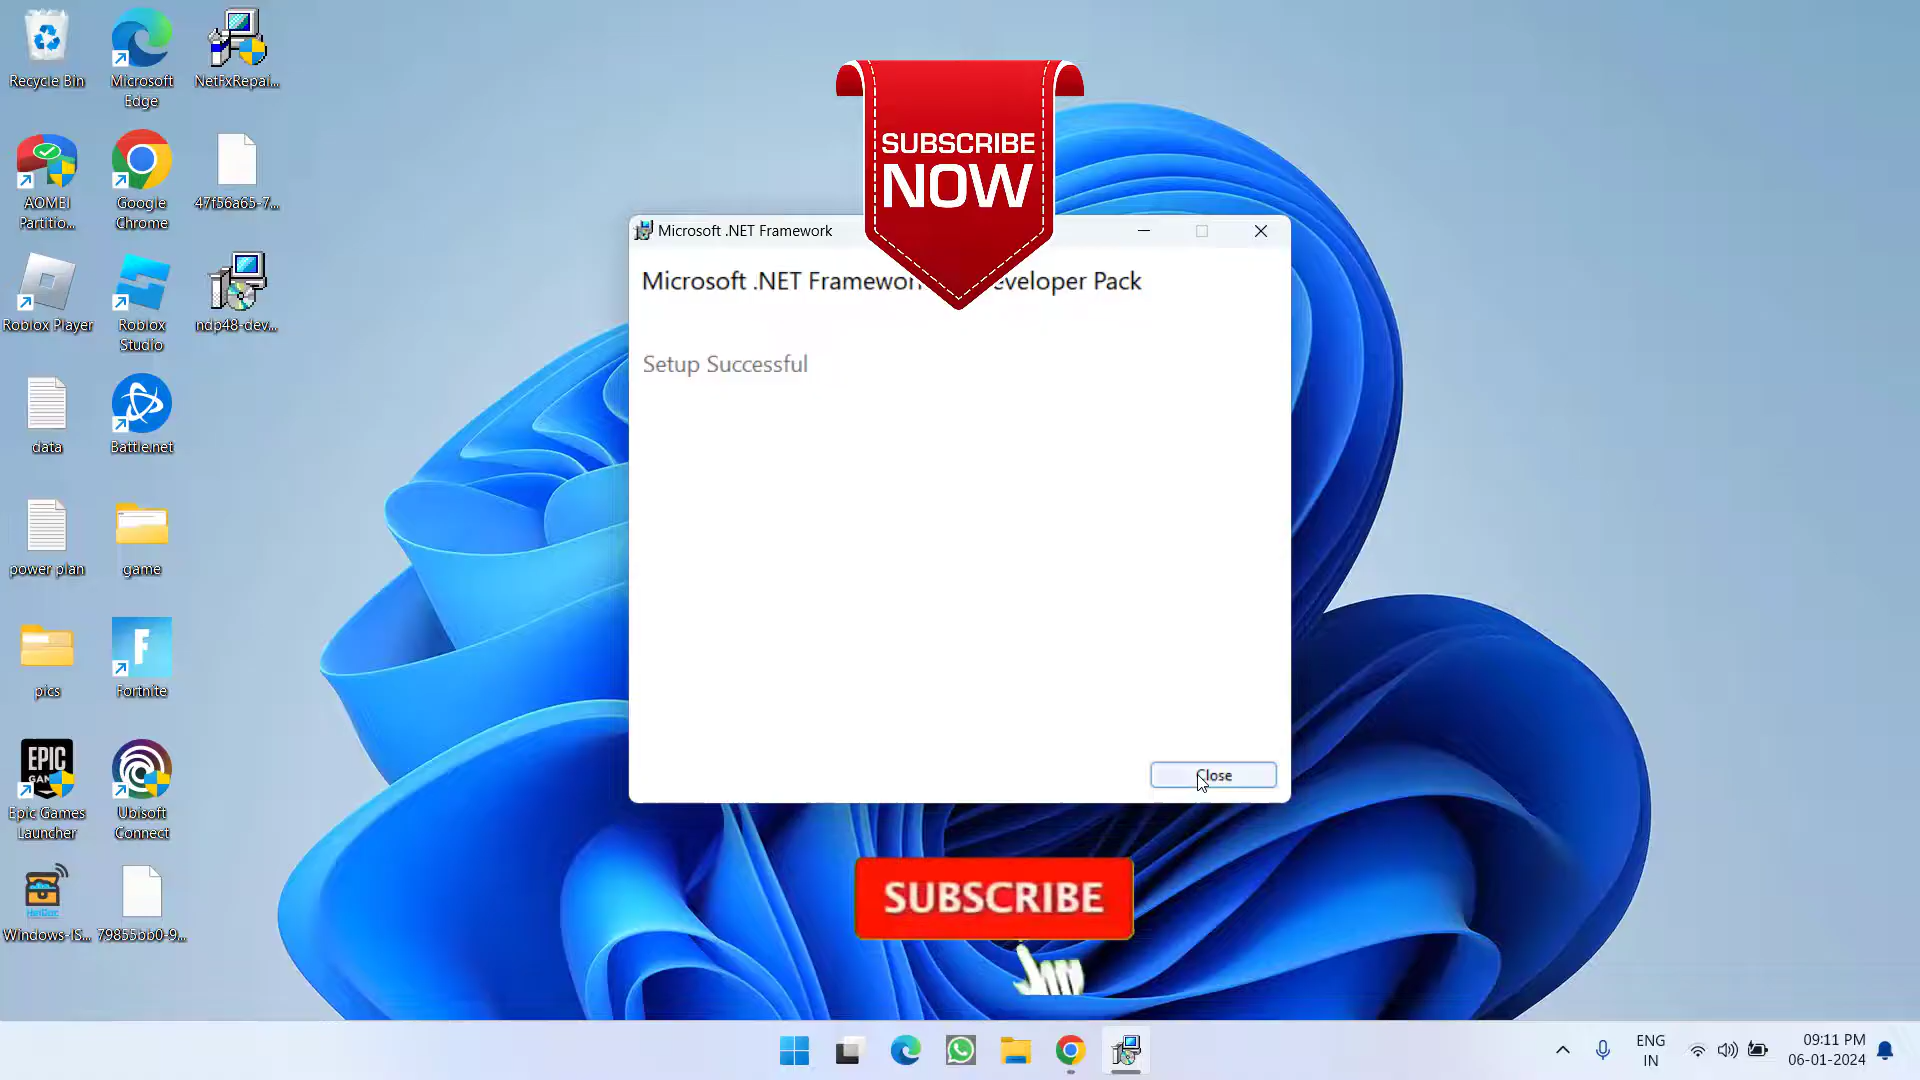 Recycle Bin
Microsoft
Edge
NetFxRepai...
AOMEI
Partitio...
Google
Chrome
47f56a65-7...
Roblox Player
Roblox
Studio
ndp48-dev...
data
Battle.net
power plan
game
pics
Fortnite
EPIC
Epic Games
Launcher
Ubisoft
Connect
Windows-IS...
79855bb0-9...
SUBSCRIBE
NOW
Microsoft .NET Framework
Microsoft .NET Framewor
eveloper Pack
Setup Successful
Close
SUBSCRIBE
ENG
IN
09:11 PM
06-01-2024